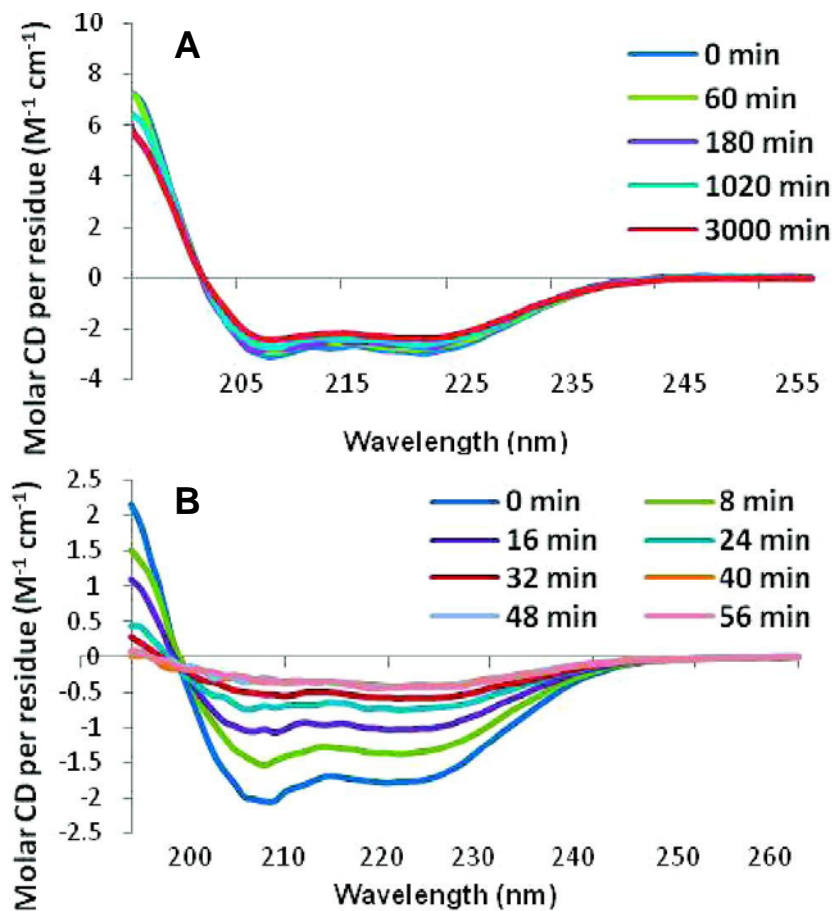 A
Molar CD per residue (M-1 cm-1)
10
8
6
4
2
0
-2
-4
0 min
60 min
180 min
1020 min
3000 min
205 215 225 235 245 255
Wavelength (nm)
B
Molar CD per residue (M-1 cm-1)
2.5
2
1.5
1
0.5
0
-0.5
-1
-1.5
-2
-2.5
0 min 8 min
16 min 24 min
32 min 40 min
48 min 56 min
200 210 220 230 240 250 260
Wavelength (nm)